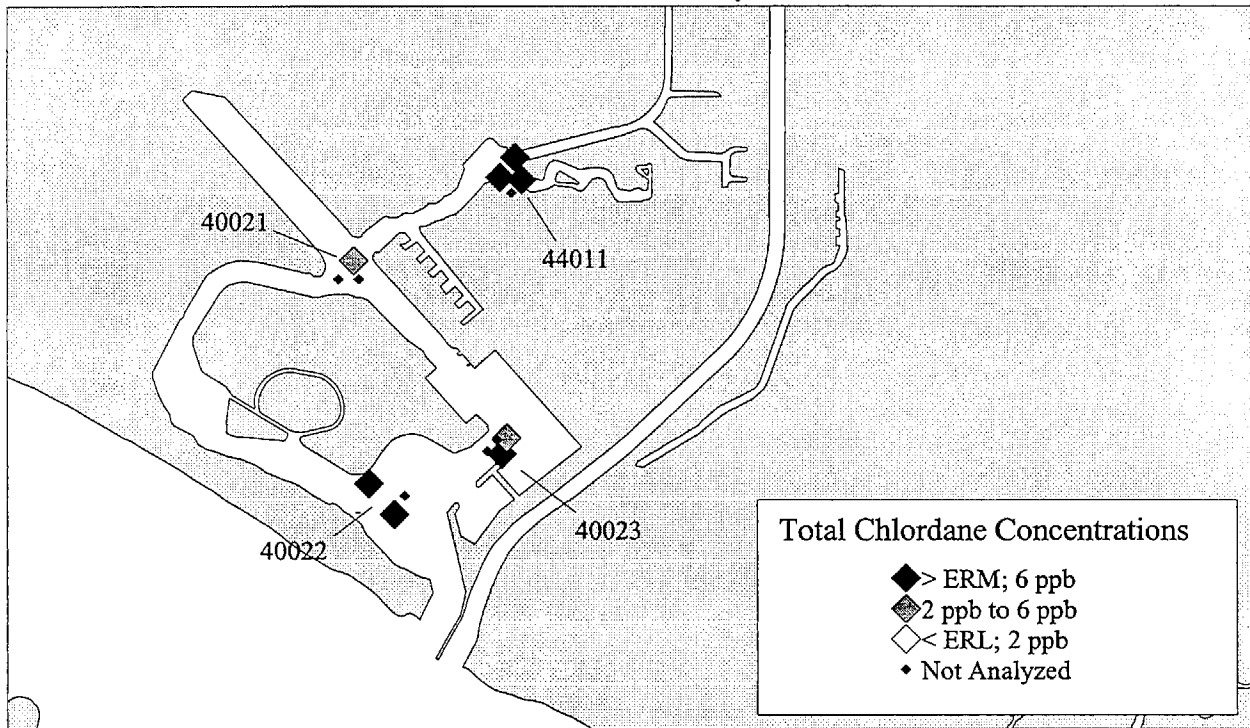 40021
44011
40023
40022
Total Chlordane Concentrations
> ERM; 6 ppb
2 ppb to 6 ppb
< ERL; 2 ppb
Not Analyzed